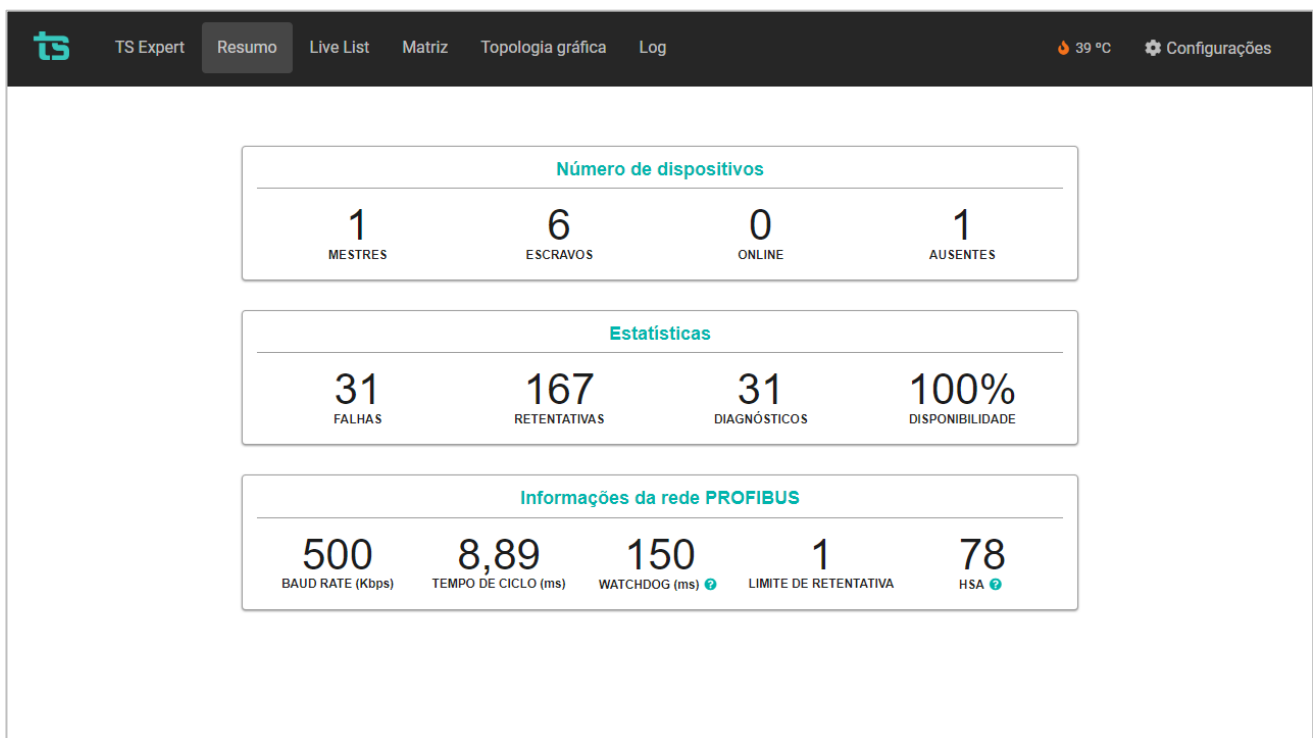 ts TS Expert Resumo Live List Matriz Topologia gráfica Log 39 ºC Configurações
Número de dispositivos
1 6 0 1
MESTRES ESCRAVOS ONLINE AUSENTES
Estatísticas
31 167 31 100%
FALHAS RETENTATIVAS DIAGNÓSTICOS DISPONIBILIDADE
Informações da rede PROFIBUS
500 8,89 150 1 78
BAUD RATE (Kbps) TEMPO DE CICLO (ms) WATCHDOG (ms) ? LIMITE DE RETENTATIVA HSA ?